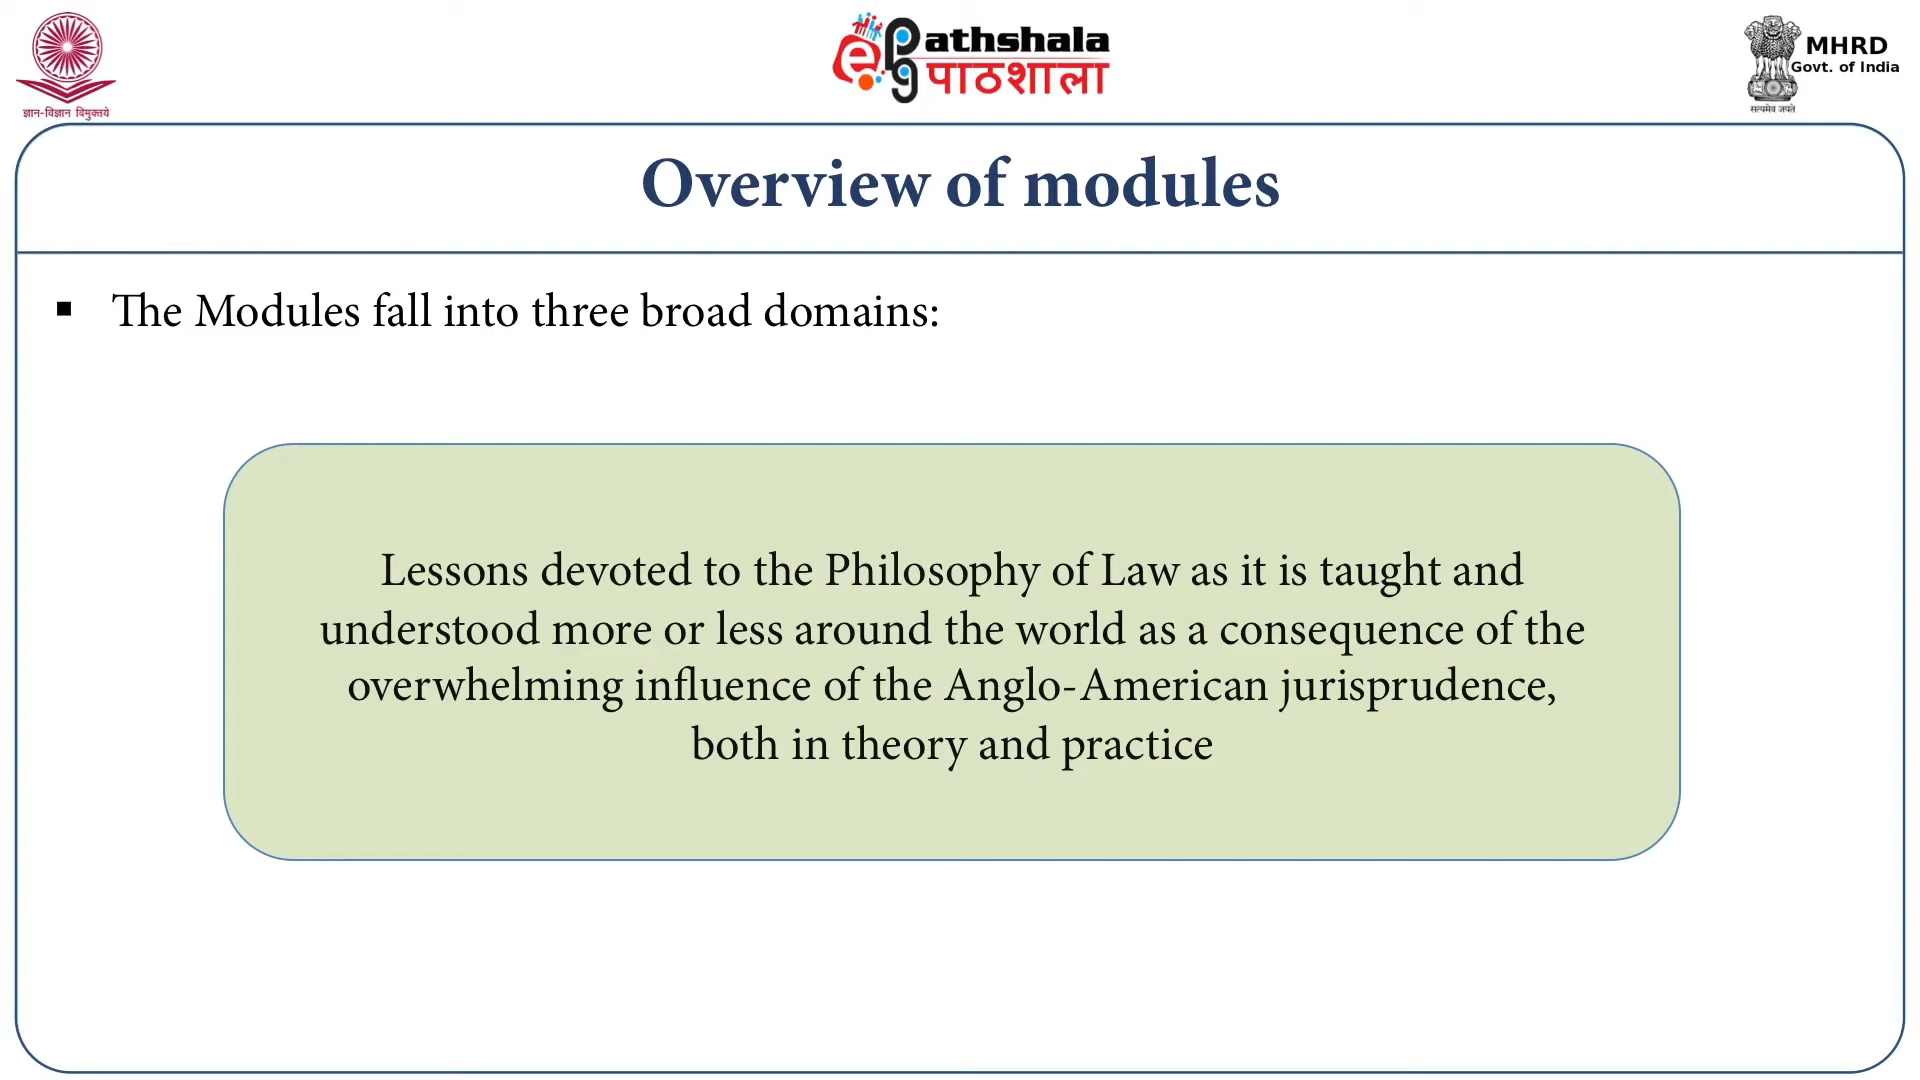 ज्ञान-विज्ञान विमुक्तये
e
Pathshala
पाठशाला
pg
MHRD
Govt. of India
सत्यमेव जयते
Overview of modules
▪ The Modules fall into three broad domains:
Lessons devoted to the Philosophy of Law as it is taught and
understood more or less around the world as a consequence of the
overwhelming influence of the Anglo-American jurisprudence,
both in theory and practice